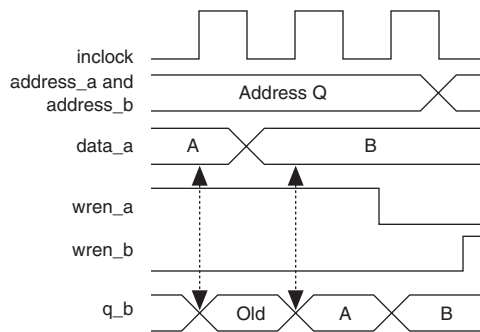 inclock
address_a and
address_b
Address Q
data_a
A
B
wren_a
wren_b
q_b
Old
A
B